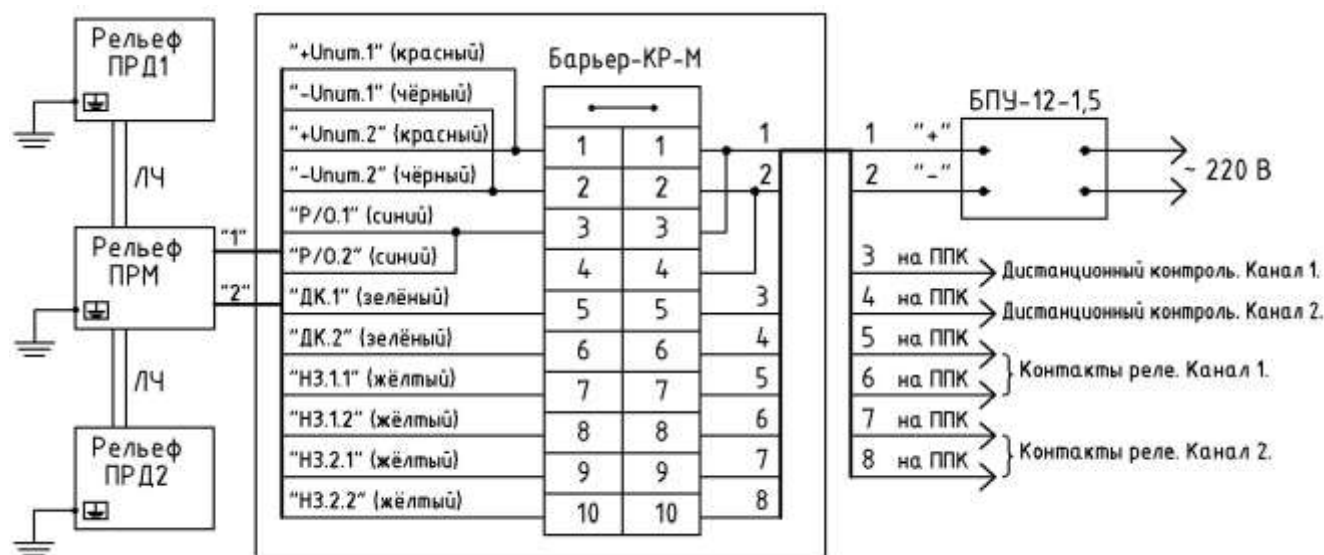 Рельеф
ПРД1
ЛЧ
Рельеф
ПРМ
"1"
"2"
ЛЧ
Рельеф
ПРД2
"+Uпит.1" (красный)
"-Uпит.1" (чёрный)
"+Uпит.2" (красный)
"-Uпит.2" (чёрный)
"Р/О.1" (синий)
"Р/О.2" (синий)
"ДК.1" (зелёный)
"ДК.2" (зелёный)
"НЗ.1.1" (жёлтый)
"НЗ.1.2" (жёлтый)
"НЗ.2.1" (жёлтый)
"НЗ.2.2" (жёлтый)
Барьер-КР-М
1 1
2 2
3 3
4 4
5 5
6 6
7 7
8 8
9 9
10 10
1
2
3
4
5
6
7
8
БПУ-12-1,5
1 "+"
2 "-"
~ 220 В
3 на ППК Дистанционный контроль. Канал 1.
4 на ППК Дистанционный контроль. Канал 2.
5 на ППК
6 на ППК
Контакты реле. Канал 1.
7 на ППК
8 на ППК
Контакты реле. Канал 2.